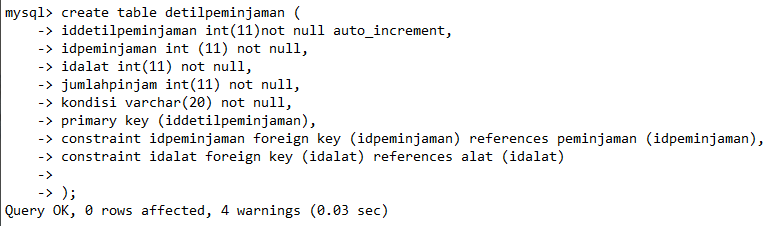 mysql> create table detilpeminjaman (
    -> iddetilpeminjaman int(11)not null auto_increment,
    -> idpeminjaman int (11) not null,
    -> idalat int(11) not null,
    -> jumlahpinjam int(11) not null,
    -> kondisi varchar(20) not null,
    -> primary key (iddetilpeminjaman),
    -> constraint idpeminjaman foreign key (idpeminjaman) references peminjaman (idpeminjaman),
    -> constraint idalat foreign key (idalat) references alat (idalat)
    ->
    -> );
Query OK, 0 rows affected, 4 warnings (0.03 sec)